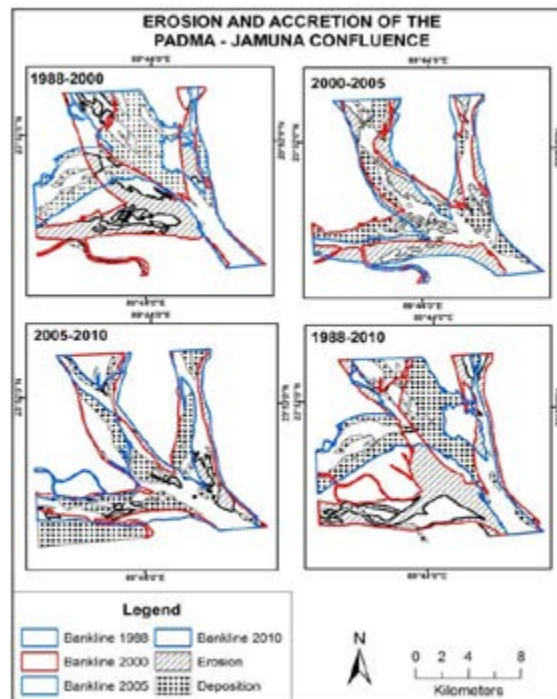 EROSION AND ACCRETION OF THE
PADMA - JAMUNA CONFLUENCE
1988-2000
2000-2005
2005-2010
1988-2010
Legend
Bankline 1988
Bankline 2010
Bankline 2000
Erosion
Bankline 2005
Deposition
N
0 2 4 8
Kilometers